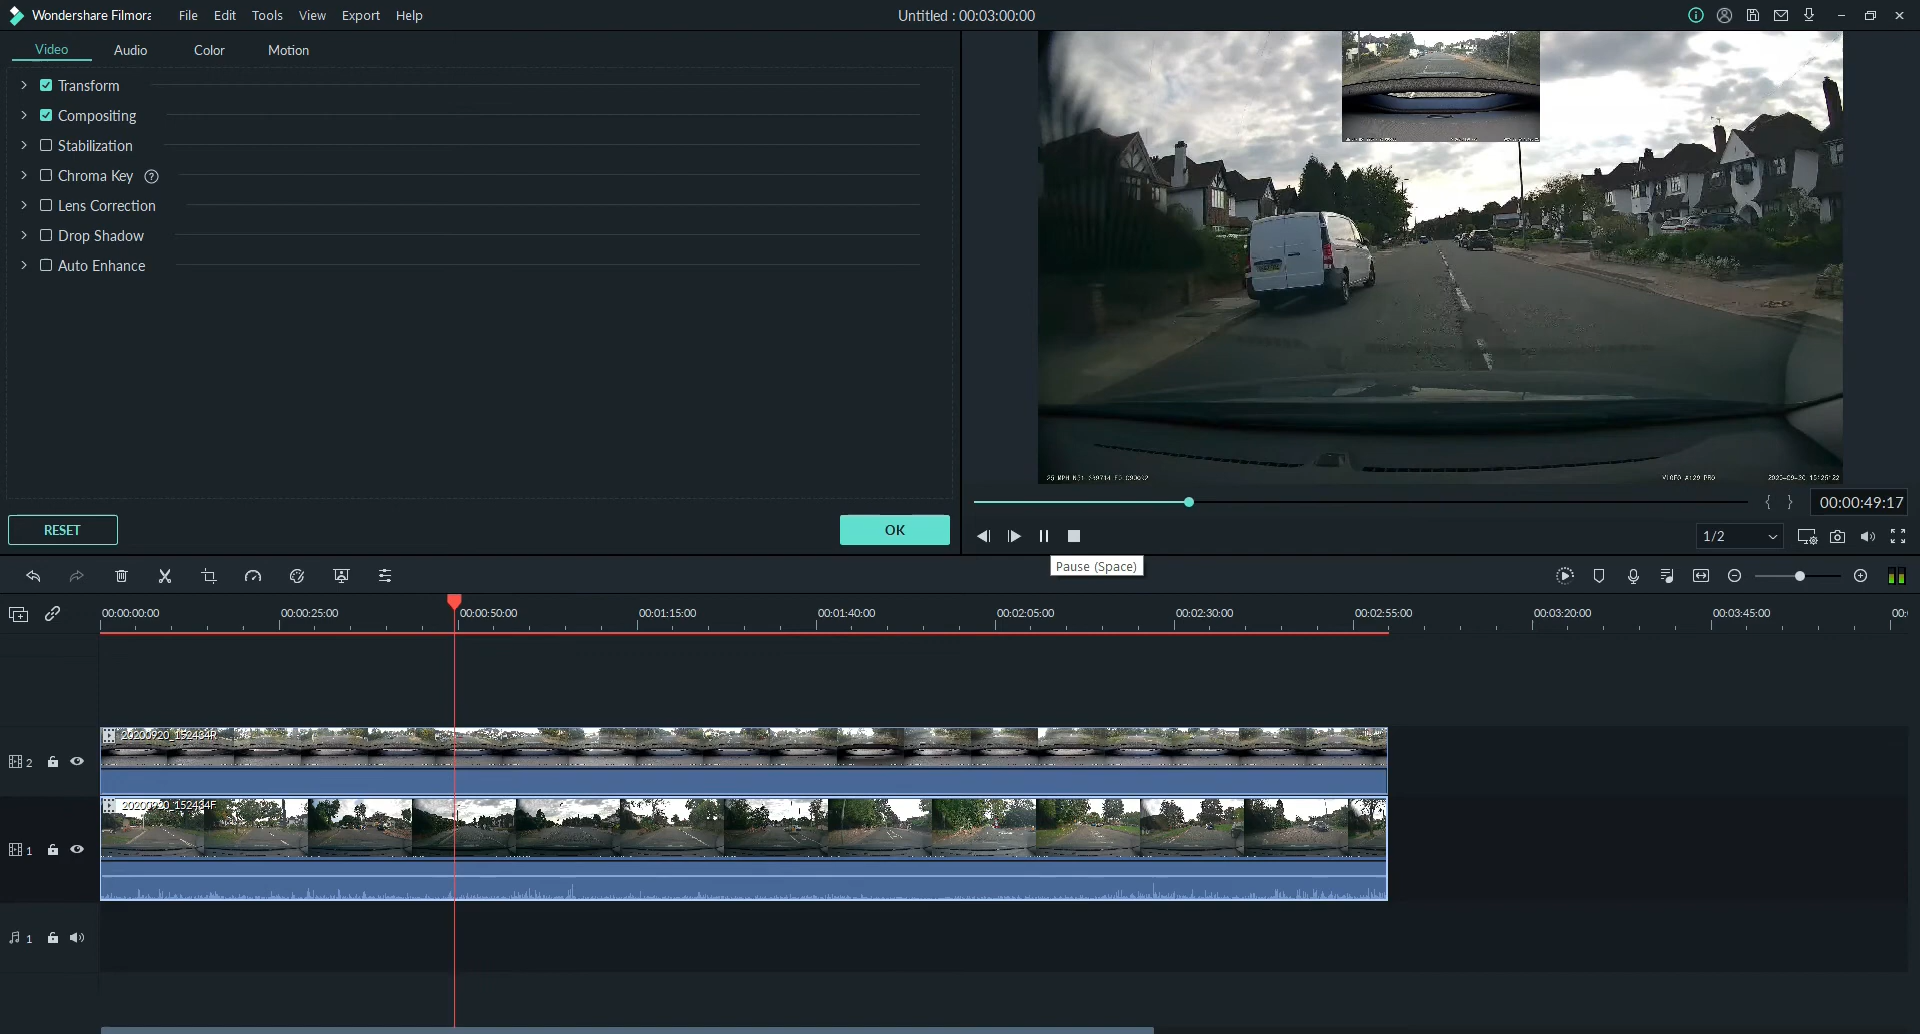 Wondershare Filmora
File Edit Tools View Export Help
Untitled : 00:03:00:00
Video Audio Color Motion
Transform
Compositing
Stabilization
Chroma Key ?
Lens Correction
Drop Shadow
Auto Enhance
RESET OK
{ } 00:00:49:17
1/2
Pause (Space)
00:00:00:00 00:00:25:00 00:00:50:00 00:01:15:00 00:01:40:00 00:02:05:00 00:02:30:00 00:02:55:00 00:03:20:00 00:03:45:00 00:
20200920_152434R
2
20200920_152434F
1
1